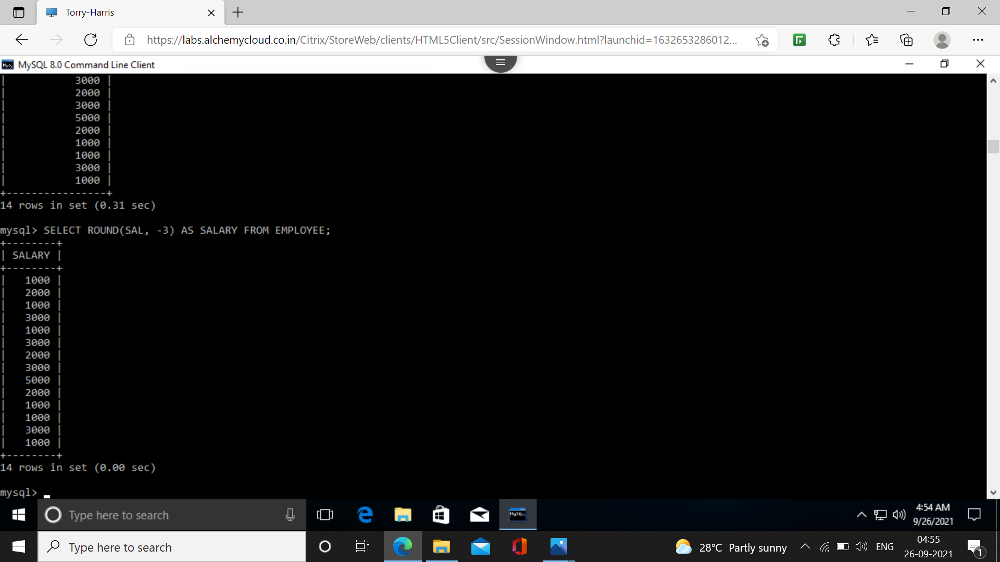 Torry-Harris
https://labs.alchemycloud.co.in/Citrix/StoreWeb/clients/HTML5Client/src/SessionWindow.html?launchid=1632653286012...
MySQL 8.0 Command Line Client
| 3000 |
| 2000 |
| 3000 |
| 5000 |
| 2000 |
| 1000 |
| 1000 |
| 3000 |
| 1000 |
+----------------+
14 rows in set (0.31 sec)
mysql> SELECT ROUND(SAL, -3) AS SALARY FROM EMPLOYEE;
+--------+
| SALARY |
+--------+
| 1000 |
| 2000 |
| 1000 |
| 3000 |
| 1000 |
| 3000 |
| 2000 |
| 3000 |
| 5000 |
| 2000 |
| 1000 |
| 1000 |
| 3000 |
| 1000 |
+--------+
14 rows in set (0.00 sec)
mysql>
Type here to search
4:54 AM
9/26/2021
Type here to search
28°C Partly sunny
ENG
04:55
26-09-2021
1